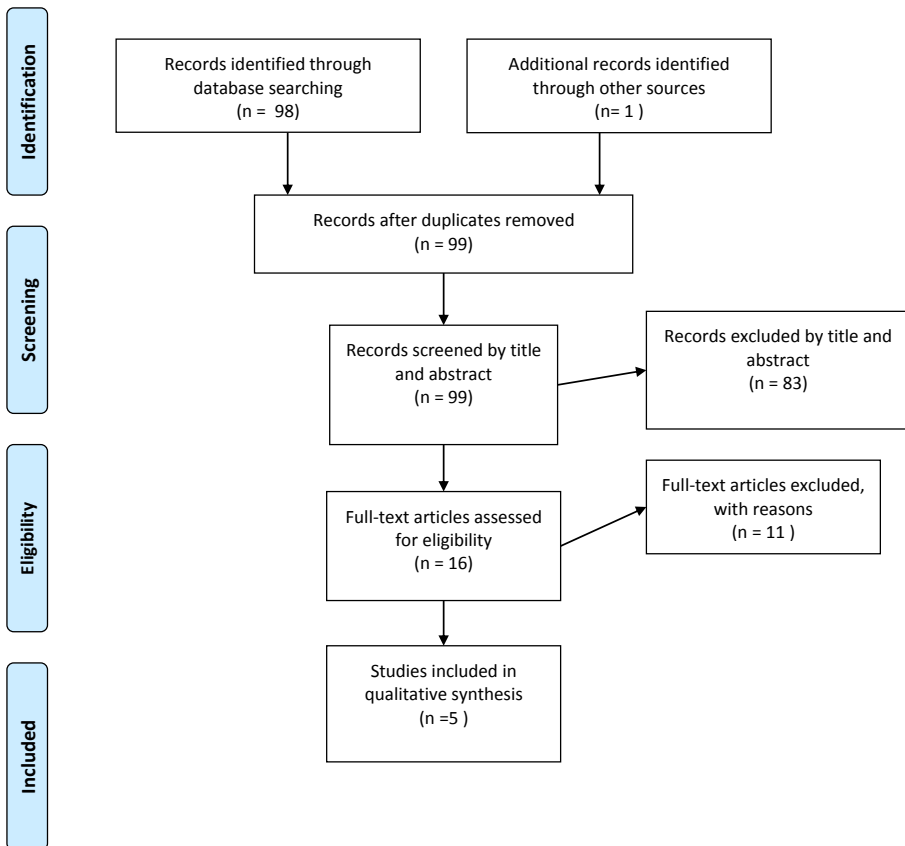 Identification
Records identified through
database searching
(n =  98)
Additional records identified
through other sources
(n= 1 )
Records after duplicates removed
(n = 99)
Screening
Records screened by title
and abstract
(n = 99)
Records excluded by title and
abstract
(n = 83)
Eligibility
Full-text articles assessed
for eligibility
(n = 16)
Full-text articles excluded,
with reasons
(n = 11 )
Included
Studies included in
qualitative synthesis
(n =5 )